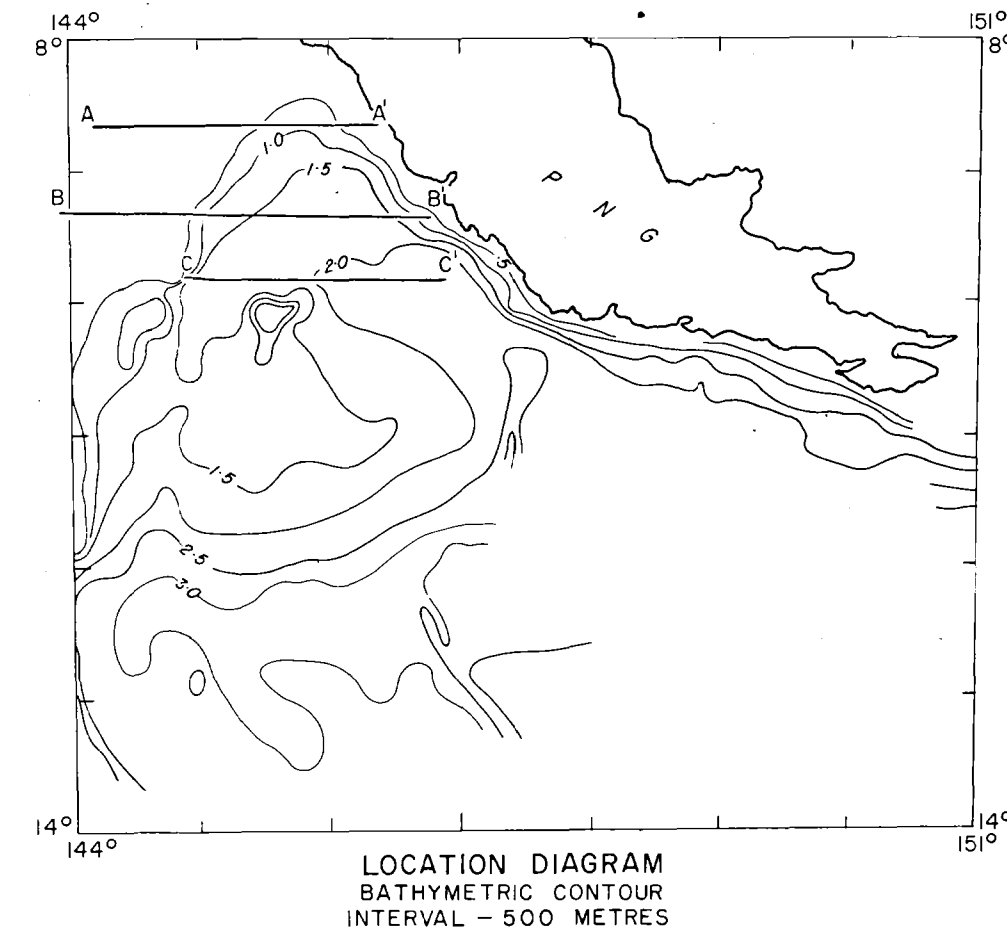 144° 151°
8° 8°
A A'
1.0
1.5
B B'
P N G
C 2.0 C'
.5
1.5
2.5
3.0
14° 14°
144° 151°
LOCATION DIAGRAM
BATHYMETRIC CONTOUR
INTERVAL – 500 METRES